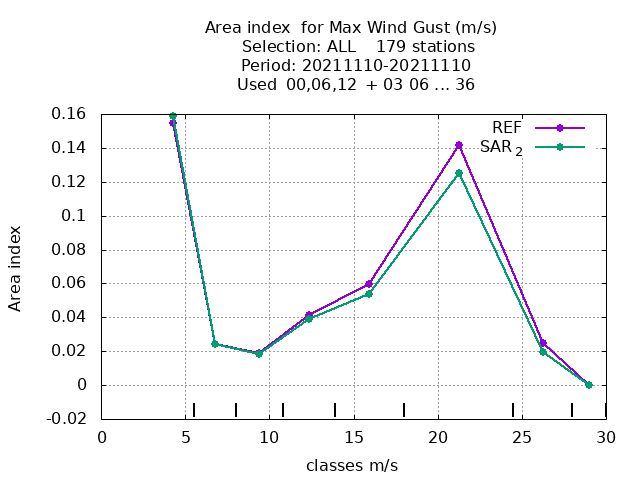 Area index  for Max Wind Gust (m/s)
Selection: ALL    179 stations
Period: 20211110-20211110
Used  00,06,12  + 03 06 ... 36
REF
SAR 2
0.16
0.14
0.12
0.1
0.08
0.06
0.04
0.02
0
-0.02
Area index
0 5 10 15 20 25 30
classes m/s